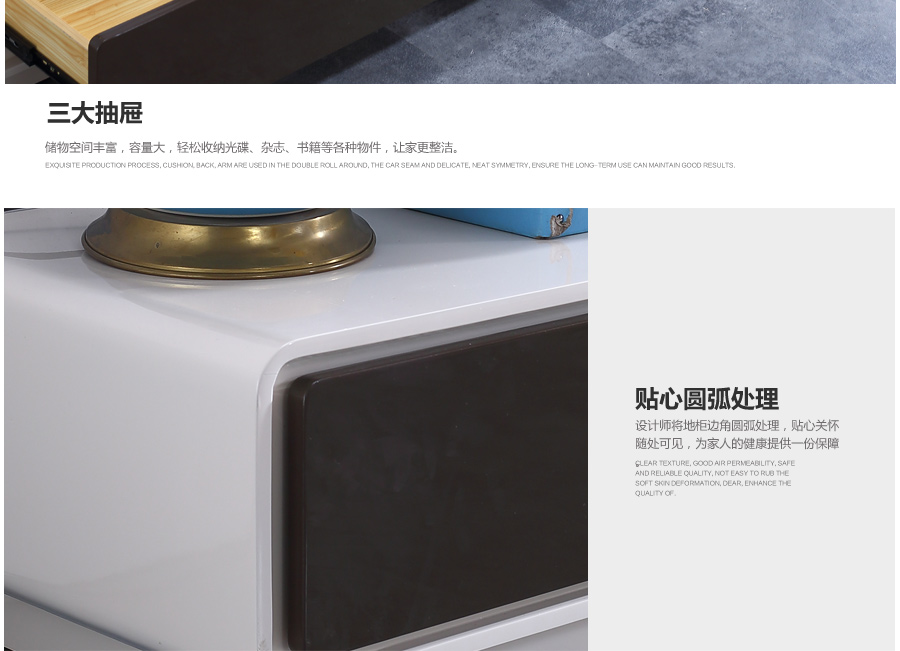 三大抽屉
储物空间丰富，容量大，轻松收纳光碟、杂志、书籍等各种物件，让家更整洁。
EXQUISITE PRODUCTION PROCESS, CUSHION, BACK, ARM ARE USED IN THE DOUBLE ROLL AROUND, THE CAR SEAM AND DELICATE, NEAT SYMMETRY, ENSURE THE LONG-TERM USE CAN MAINTAIN GOOD RESULTS.
贴心圆弧处理
设计师将地柜边角圆弧处理，贴心关怀
随处可见，为家人的健康提供一份保障
。
CLEAR TEXTURE, GOOD AIR PERMEABILITY, SAFE
AND RELIABLE QUALITY, NOT EASY TO RUB THE
SOFT SKIN DEFORMATION, DEAR, ENHANCE THE
QUALITY OF.